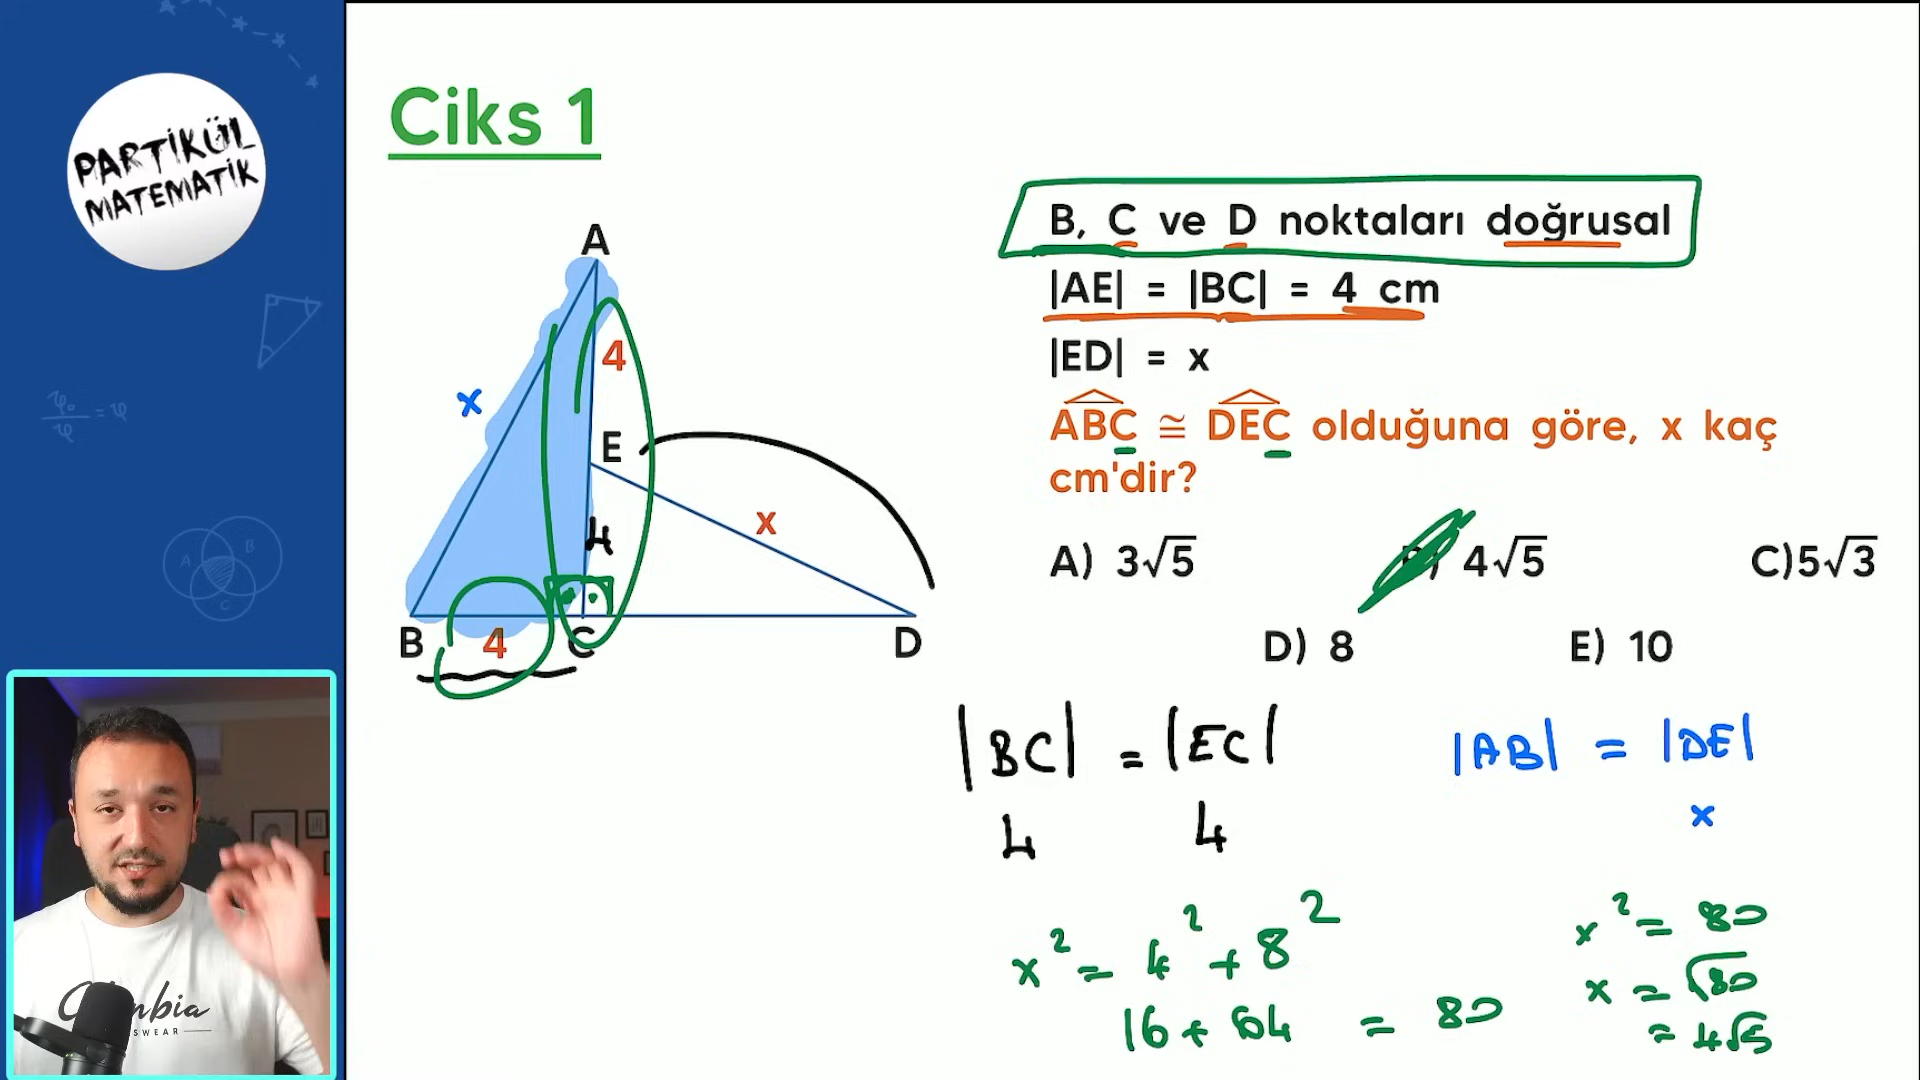 PARTİKÜL
MATEMATİK
Ciks 1
B, C ve D noktaları doğrusal
|AE| = |BC| = 4 cm
|ED| = x
ABC ≅ DEC olduğuna göre, x kaç
cm'dir?
A) 3√5
4√5
C)5√3
D) 8
E) 10
A
4
x
E
4
x
B
4
C
D
|BC| = |EC|
4 4
|AB| = |DE|
x
x² = 4² + 8²
16 + 64 = 80
x² = 80
x = √80
= 4√5
φ
A
B
C
SWEAR